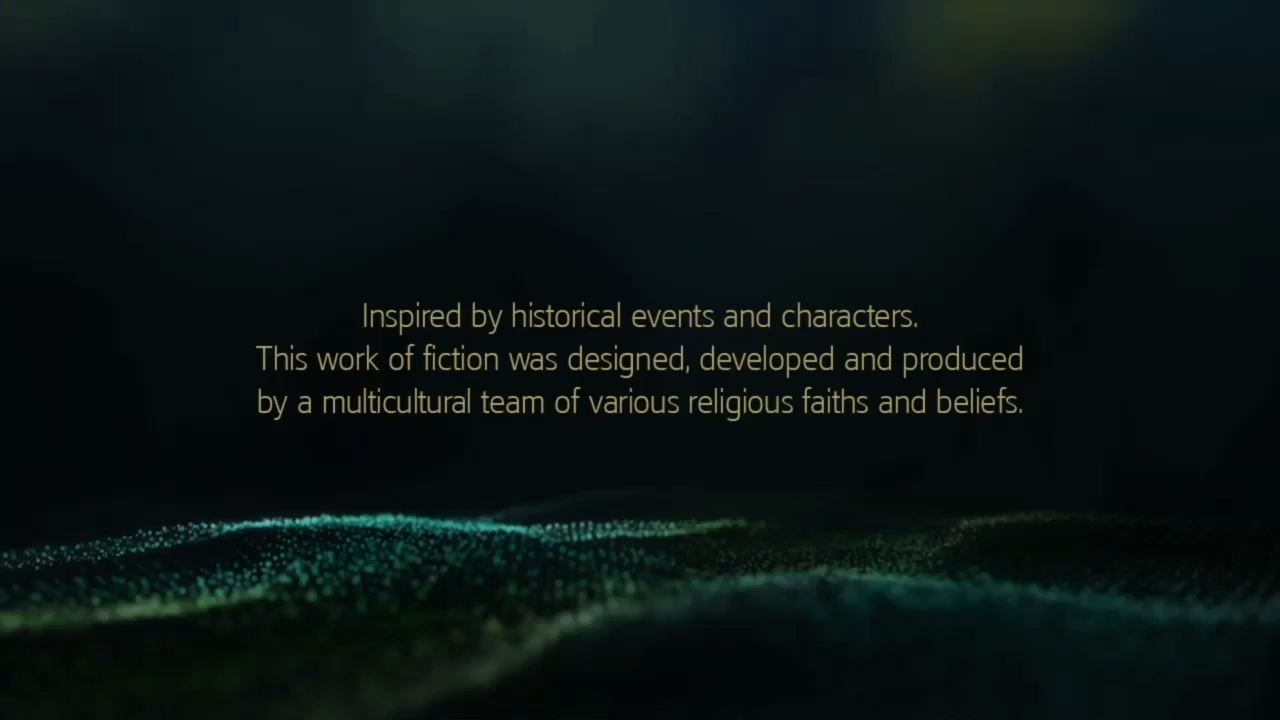 Inspired by historical events and characters.
This work of fiction was designed, developed and produced
by a multicultural team of various religious faiths and beliefs.